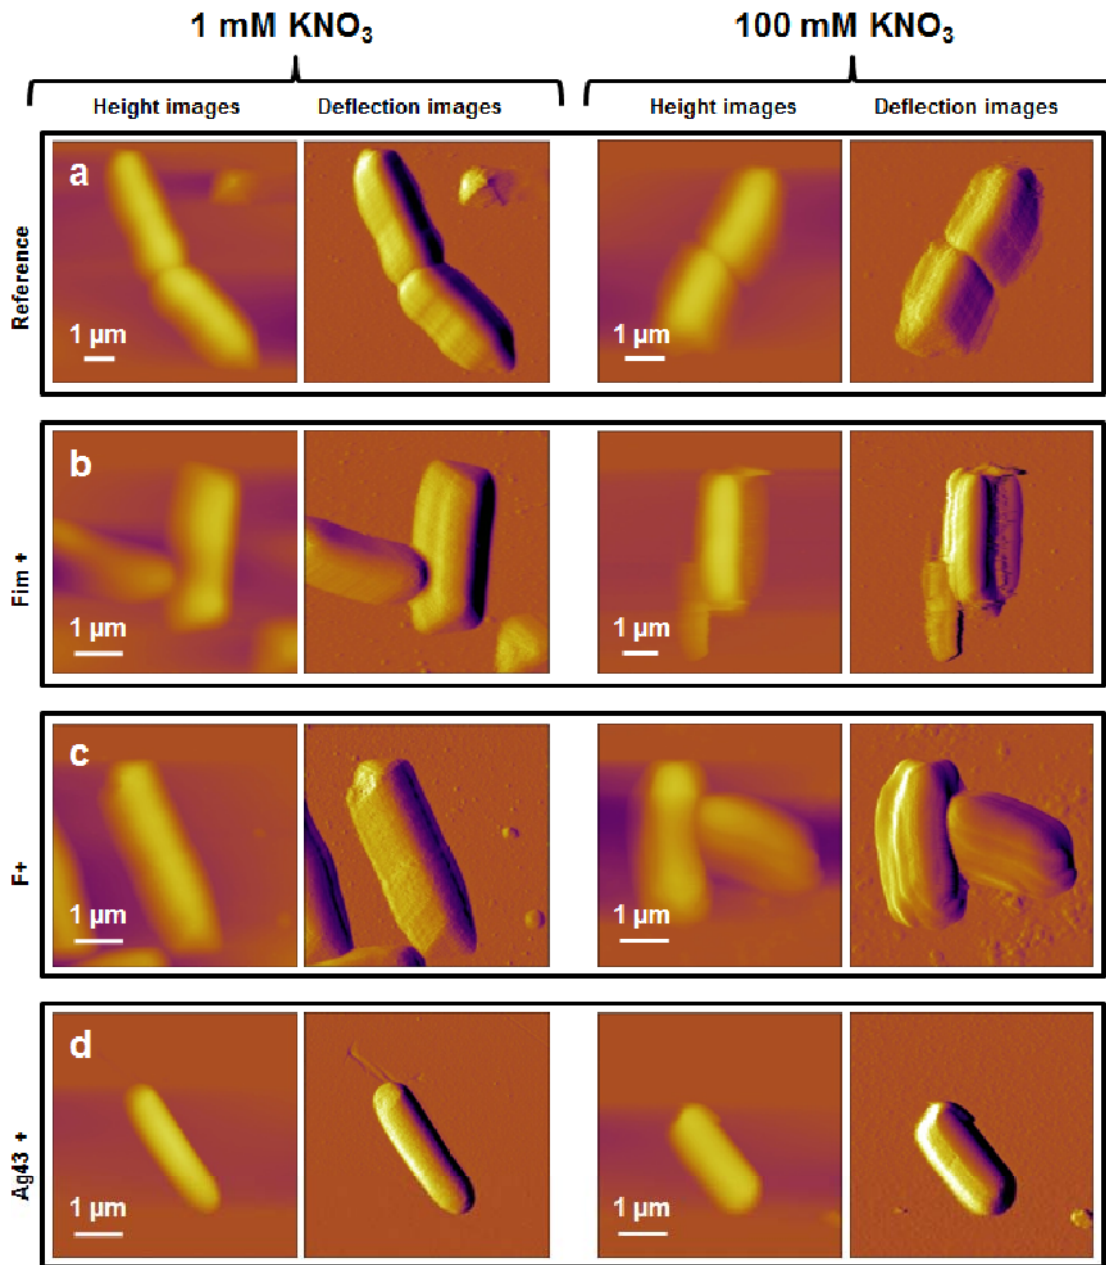 1 mM KNO₃ 100 mM KNO₃
Height images Deflection images Height images Deflection images
Reference
a
1 µm 1 µm
Fim +
b
1 µm 1 µm
F+
c
1 µm 1 µm
Ag43 +
d
1 µm 1 µm